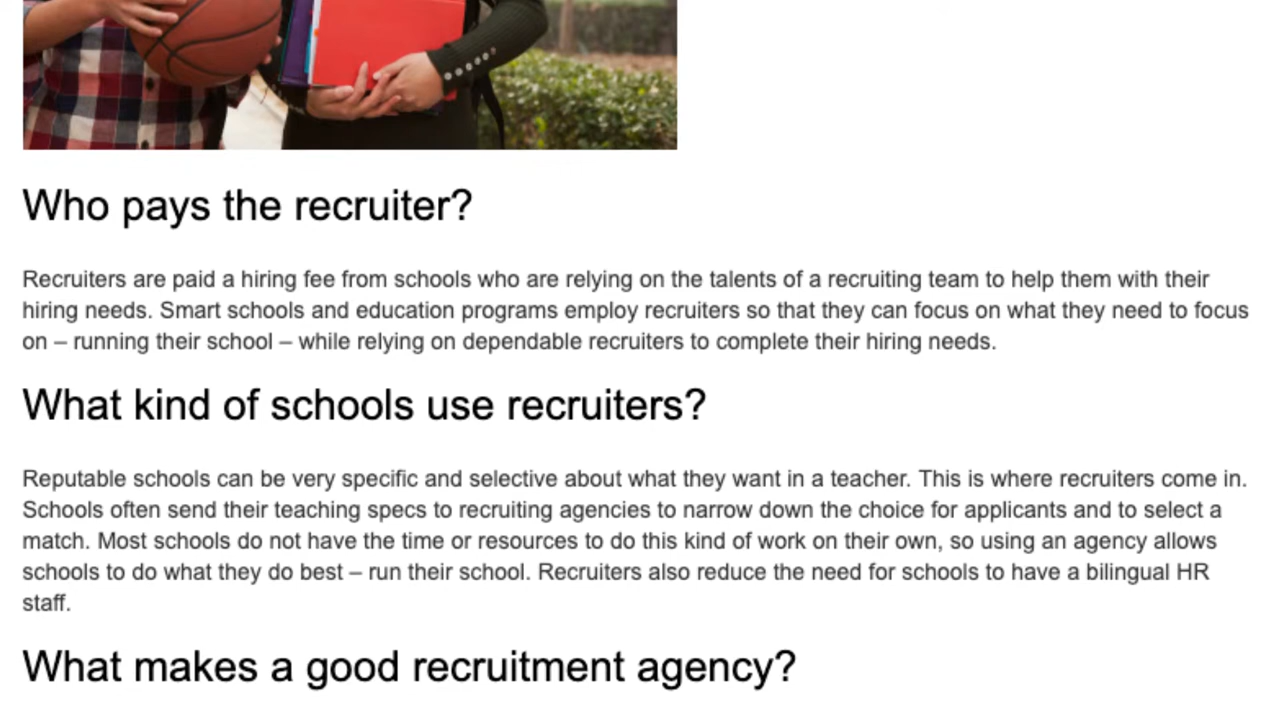 Who pays the recruiter?
Recruiters are paid a hiring fee from schools who are relying on the talents of a recruiting team to help them with their
hiring needs. Smart schools and education programs employ recruiters so that they can focus on what they need to focus
on – running their school – while relying on dependable recruiters to complete their hiring needs.
What kind of schools use recruiters?
Reputable schools can be very specific and selective about what they want in a teacher. This is where recruiters come in.
Schools often send their teaching specs to recruiting agencies to narrow down the choice for applicants and to select a
match. Most schools do not have the time or resources to do this kind of work on their own, so using an agency allows
schools to do what they do best – run their school. Recruiters also reduce the need for schools to have a bilingual HR
staff.
What makes a good recruitment agency?